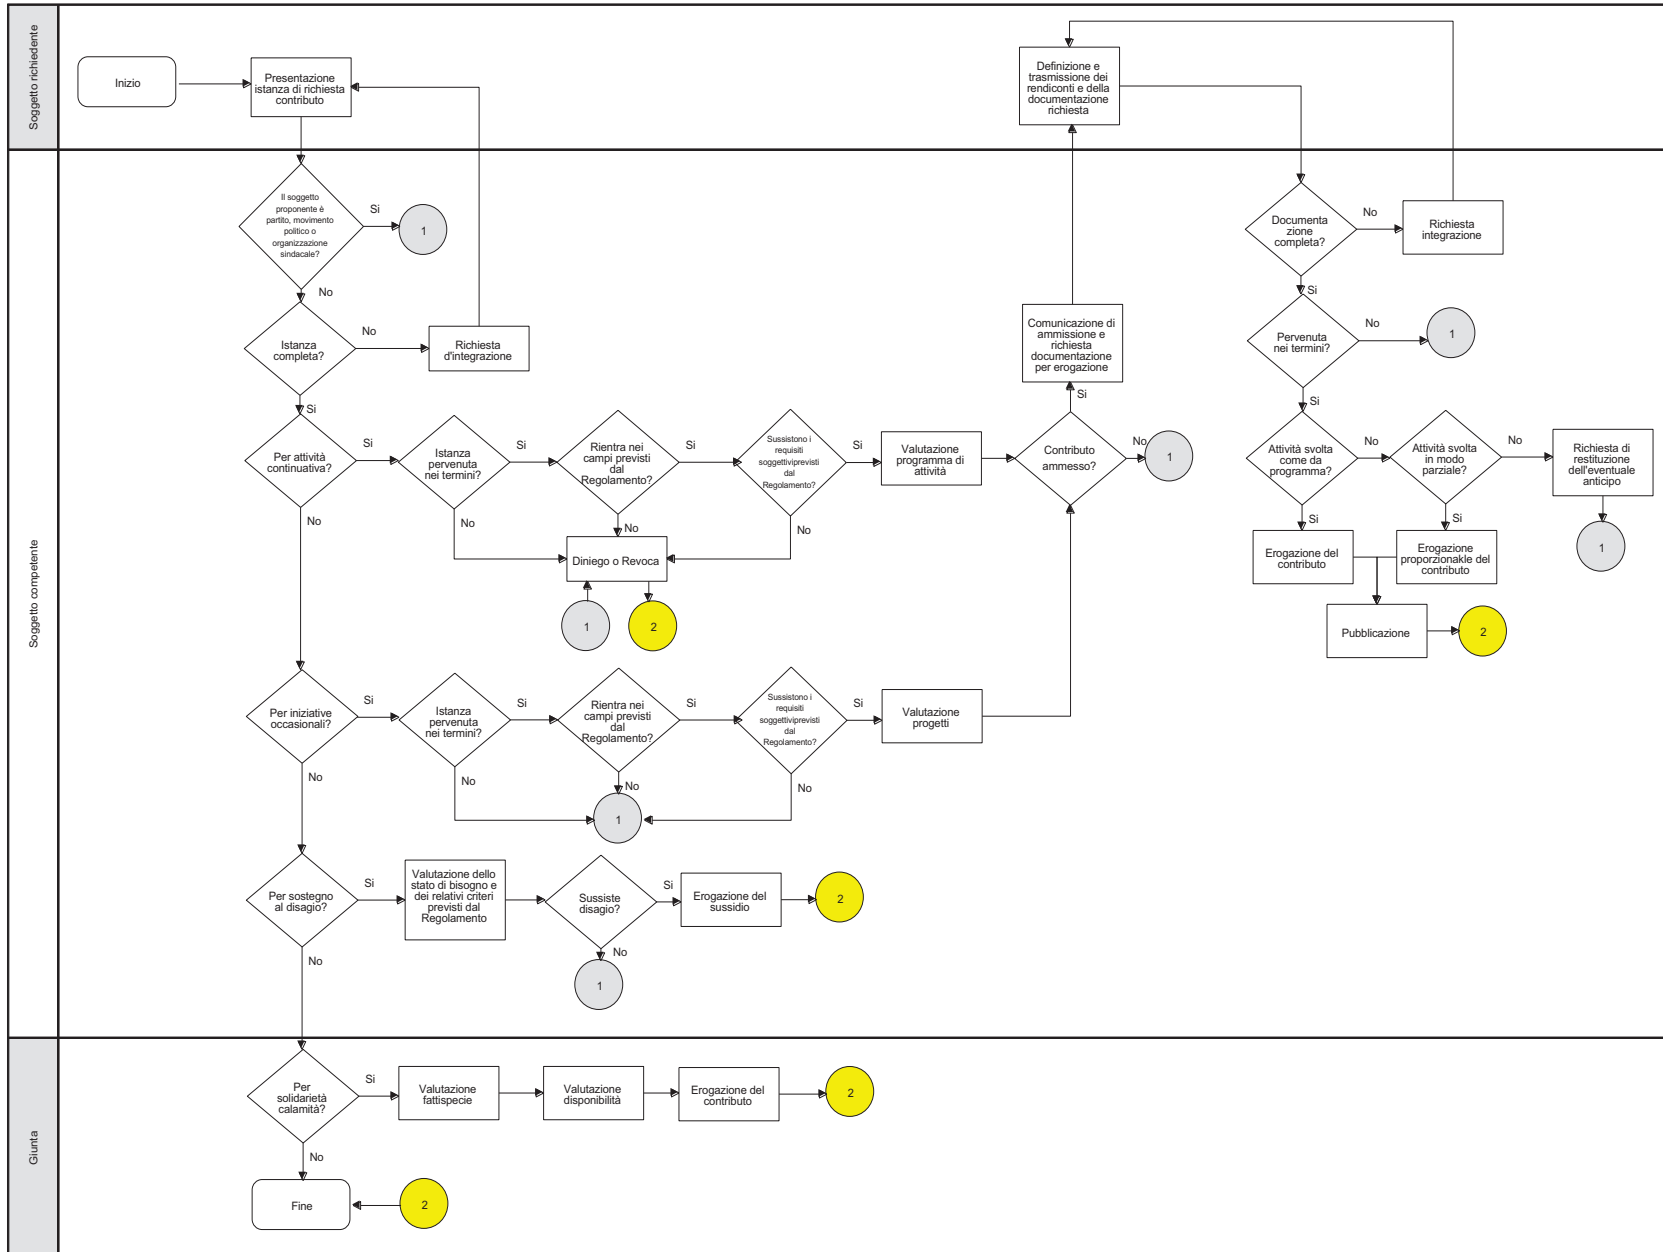 Soggetto richiedente
Inizio
Presentazione
istanza di richiesta
contributo
Definizione e
trasmissione dei
rendiconti e della
documentazione
richiesta
Soggetto competente
Il soggetto
proponente è
partito, movimento
politico o
organizzazione
sindacale?
Si
1
No
Istanza
completa?
No
Richiesta
d'integrazione
Si
Per attività
continuativa?
Si
Istanza
pervenuta
nei termini?
Si
Rientra nei
campi previsti
dal
Regolamento?
Si
Sussistono i
requisiti
soggettiviprevisti
dal
Regolamento?
Si
Valutazione
programma di
attività
Contributo
ammesso?
No
1
Si
Comunicazione di
ammissione e
richiesta
documentazione
per erogazione
No
No
No
No
Diniego o Revoca
1
2
Documenta
zione
completa?
No
Richiesta
integrazione
Si
Pervenuta
nei termini?
No
1
Si
Attività svolta
come da
programma?
No
Attività svolta
in modo
parziale?
No
Richiesta di
restituzione
dell'eventuale
anticipo
1
Si
Si
Erogazione del
contributo
Erogazione
proporzionakle del
contributo
Pubblicazione
2
Per iniziative
occasionali?
Si
Istanza
pervenuta
nei termini?
Si
Rientra nei
campi previsti
dal
Regolamento?
Si
Sussistono i
requisiti
soggettiviprevisti
dal
Regolamento?
Si
Valutazione
progetti
No
No
No
No
1
Per sostegno
al disagio?
Si
Valutazione dello
stato di bisogno e
dei relativi criteri
previsti dal
Regolamento
Sussiste
disagio?
Si
Erogazione del
sussidio
2
No
No
1
Giunta
Per
solidarietà
calamità?
Si
Valutazione
fattispecie
Valutazione
disponibilità
Erogazione del
contributo
2
No
Fine
2